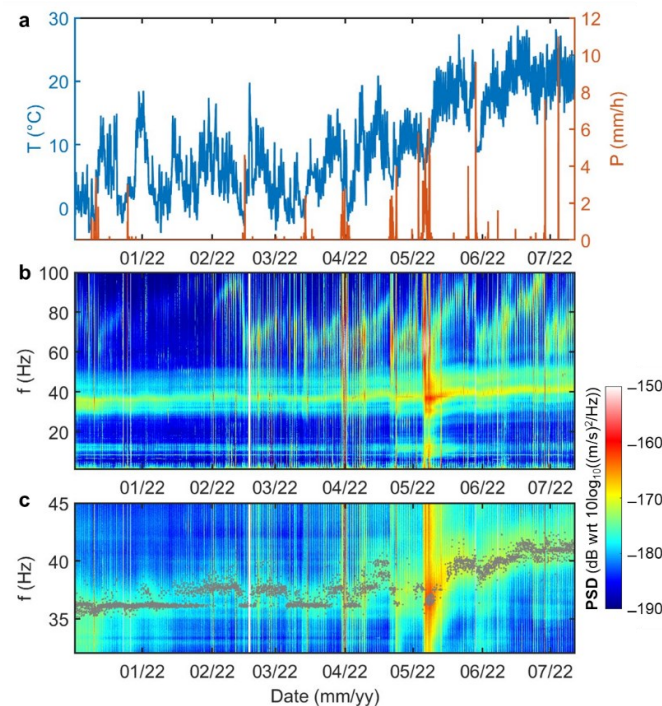 a
30
20
10
0
T (°C)
12
10
8
6
4
2
0
P (mm/h)
01/22 02/22 03/22 04/22 05/22 06/22 07/22
b
100
80
60
40
20
f (Hz)
01/22 02/22 03/22 04/22 05/22 06/22 07/22
c
45
40
35
f (Hz)
01/22 02/22 03/22 04/22 05/22 06/22 07/22
Date (mm/yy)
−150
−160
−170
−180
−190
PSD (dB wrt 10log₁₀((m/s)²/Hz))